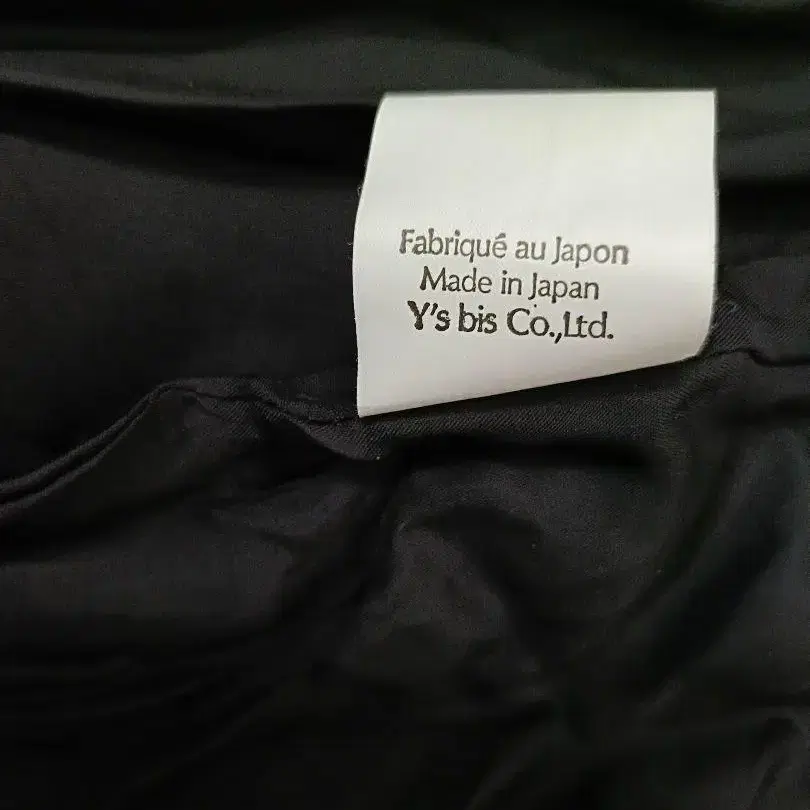 Fabriqué au Japon
Made in Japan
Y's bis Co.,Ltd.